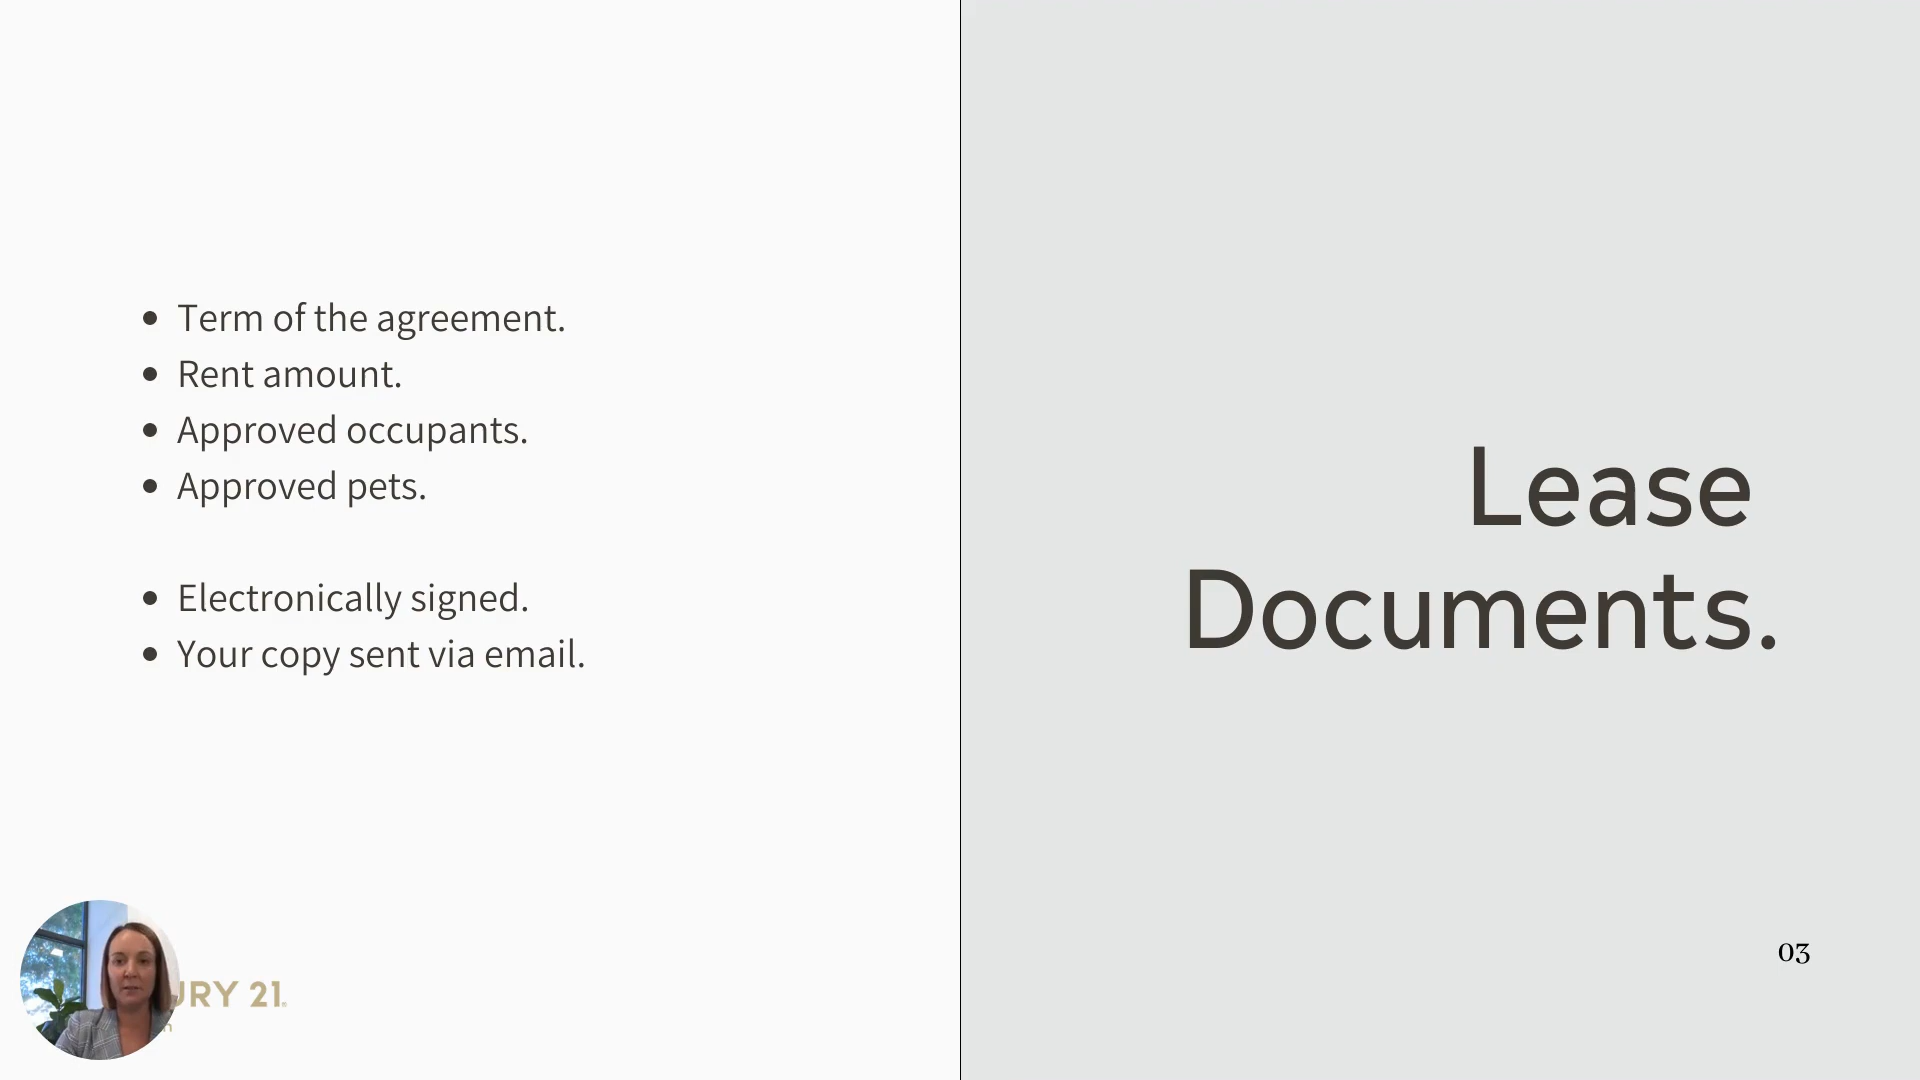 Term of the agreement.
Rent amount.
Approved occupants.
Approved pets.
Electronically signed.
Your copy sent via email.
Lease
Documents.
03
21